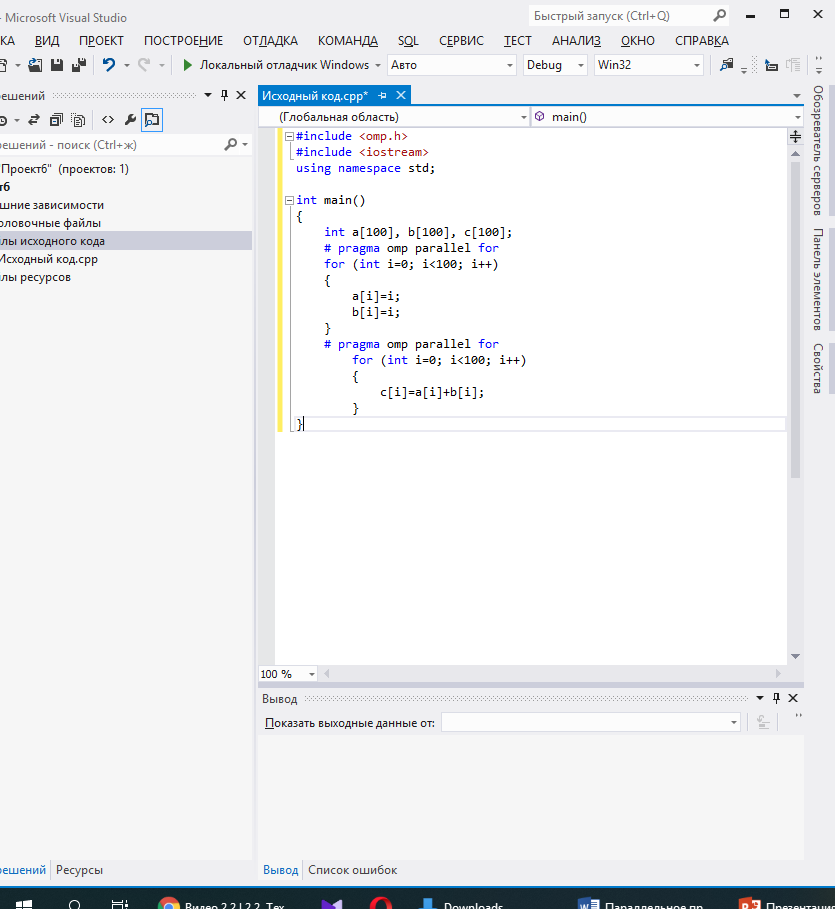 - Microsoft Visual Studio
Быстрый запуск (Ctrl+Q)
КА ВИД ПРОЕКТ ПОСТРОЕНИЕ ОТЛАДКА КОМАНДА SQL СЕРВИС ТЕСТ АНАЛИЗ ОКНО СПРАВКА
Локальный отладчик Windows Авто Debug Win32
решений
решений - поиск (Ctrl+ж)
"Проект6" (проектов: 1)
т6
шние зависимости
оловочные файлы
лы исходного кода
Исходный код.cpp
лы ресурсов
Исходный код.cpp*
(Глобальная область) main()
#include <omp.h>
#include <iostream>
using namespace std;
int main()
{
int a[100], b[100], c[100];
# pragma omp parallel for
for (int i=0; i<100; i++)
{
a[i]=i;
b[i]=i;
}
# pragma omp parallel for
for (int i=0; i<100; i++)
{
c[i]=a[i]+b[i];
}
}
100 %
Вывод
Показать выходные данные от:
решений Ресурсы
Вывод Список ошибок
Обозреватель серверов
Панель элементов
Свойства
Видео 2.2 | 2.2. Тех Downloads Параллельное пр Презентаци